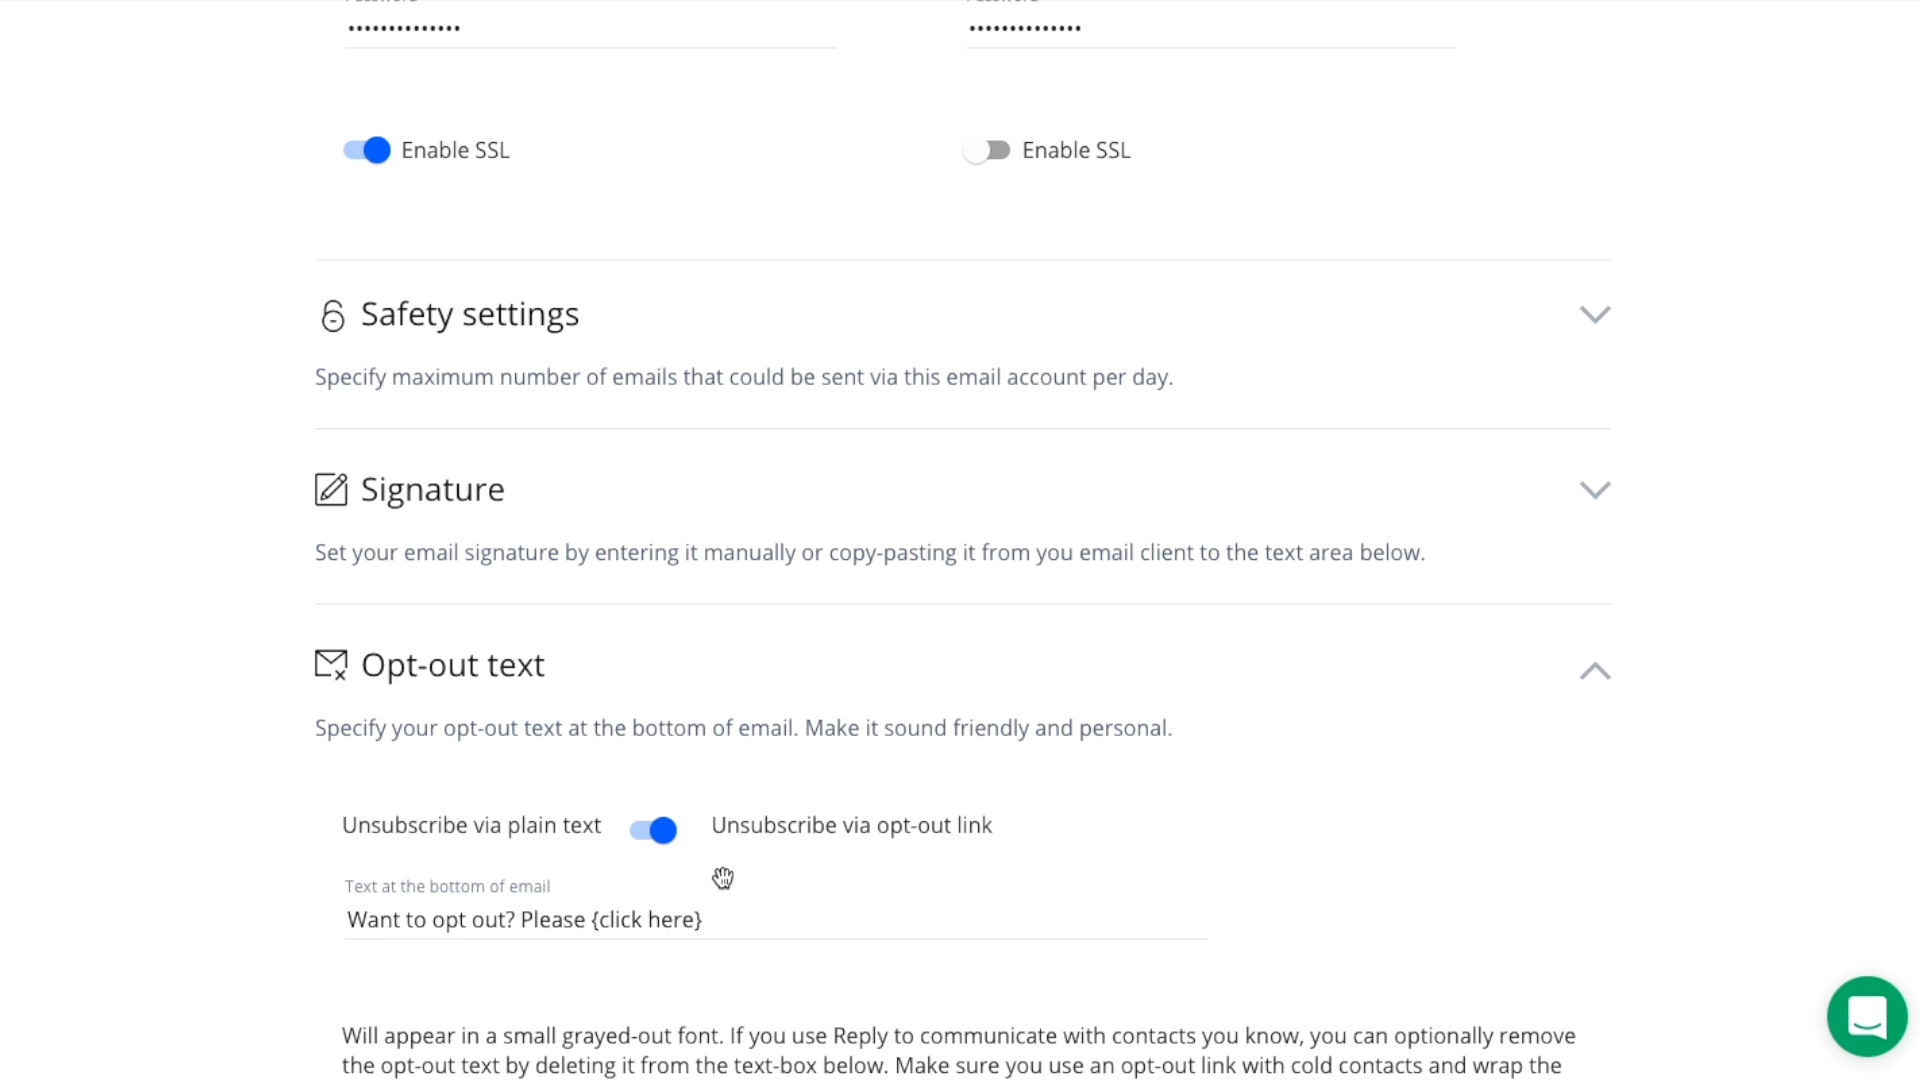 ••••••••••••••
••••••••••••••
Enable SSL
Enable SSL
Safety settings
Specify maximum number of emails that could be sent via this email account per day.
Signature
Set your email signature by entering it manually or copy-pasting it from you email client to the text area below.
Opt-out text
Specify your opt-out text at the bottom of email. Make it sound friendly and personal.
Unsubscribe via plain text
Unsubscribe via opt-out link
Text at the bottom of email
Want to opt out? Please {click here}
Will appear in a small grayed-out font. If you use Reply to communicate with contacts you know, you can optionally remove
the opt-out text by deleting it from the text-box below. Make sure you use an opt-out link with cold contacts and wrap the